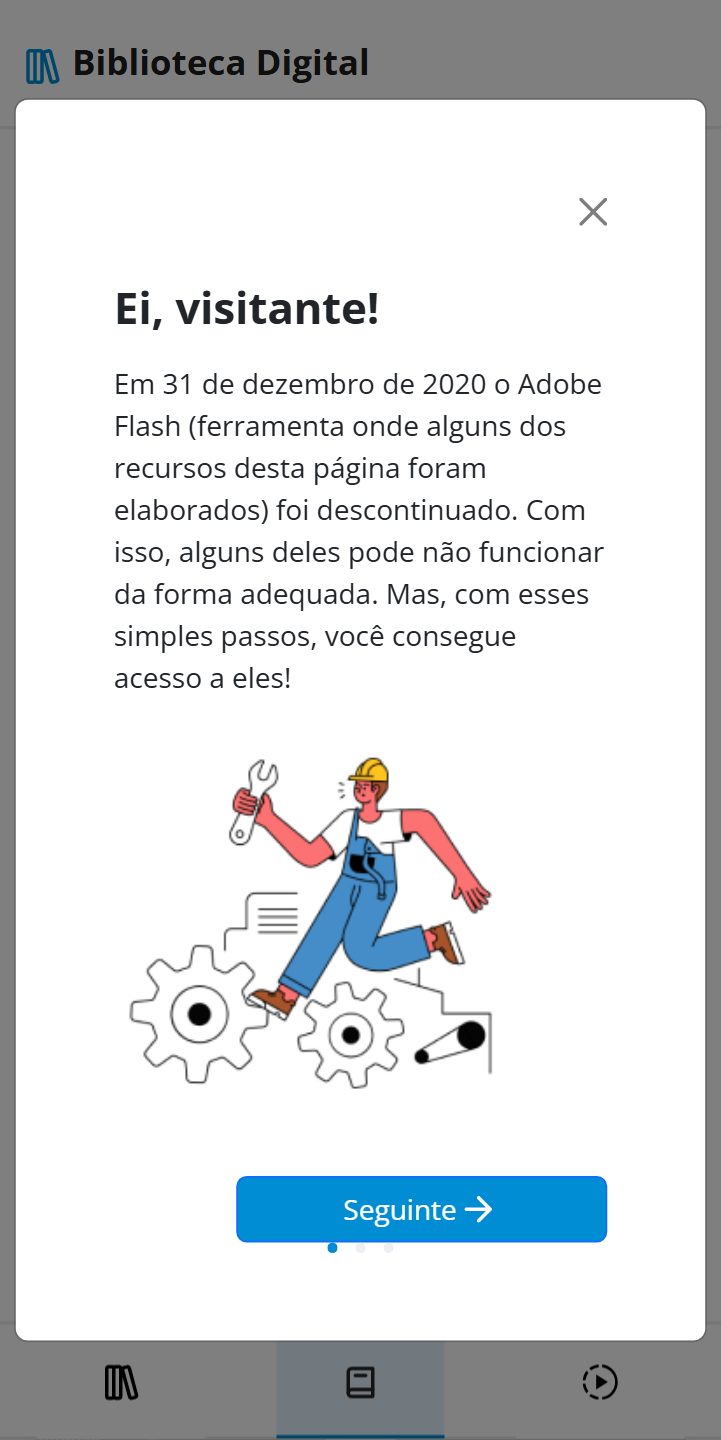 Biblioteca Digital
Ei, visitante!
Em 31 de dezembro de 2020 o Adobe
Flash (ferramenta onde alguns dos
recursos desta página foram
elaborados) foi descontinuado. Com
isso, alguns deles pode não funcionar
da forma adequada. Mas, com esses
simples passos, você consegue
acesso a eles!
Seguinte